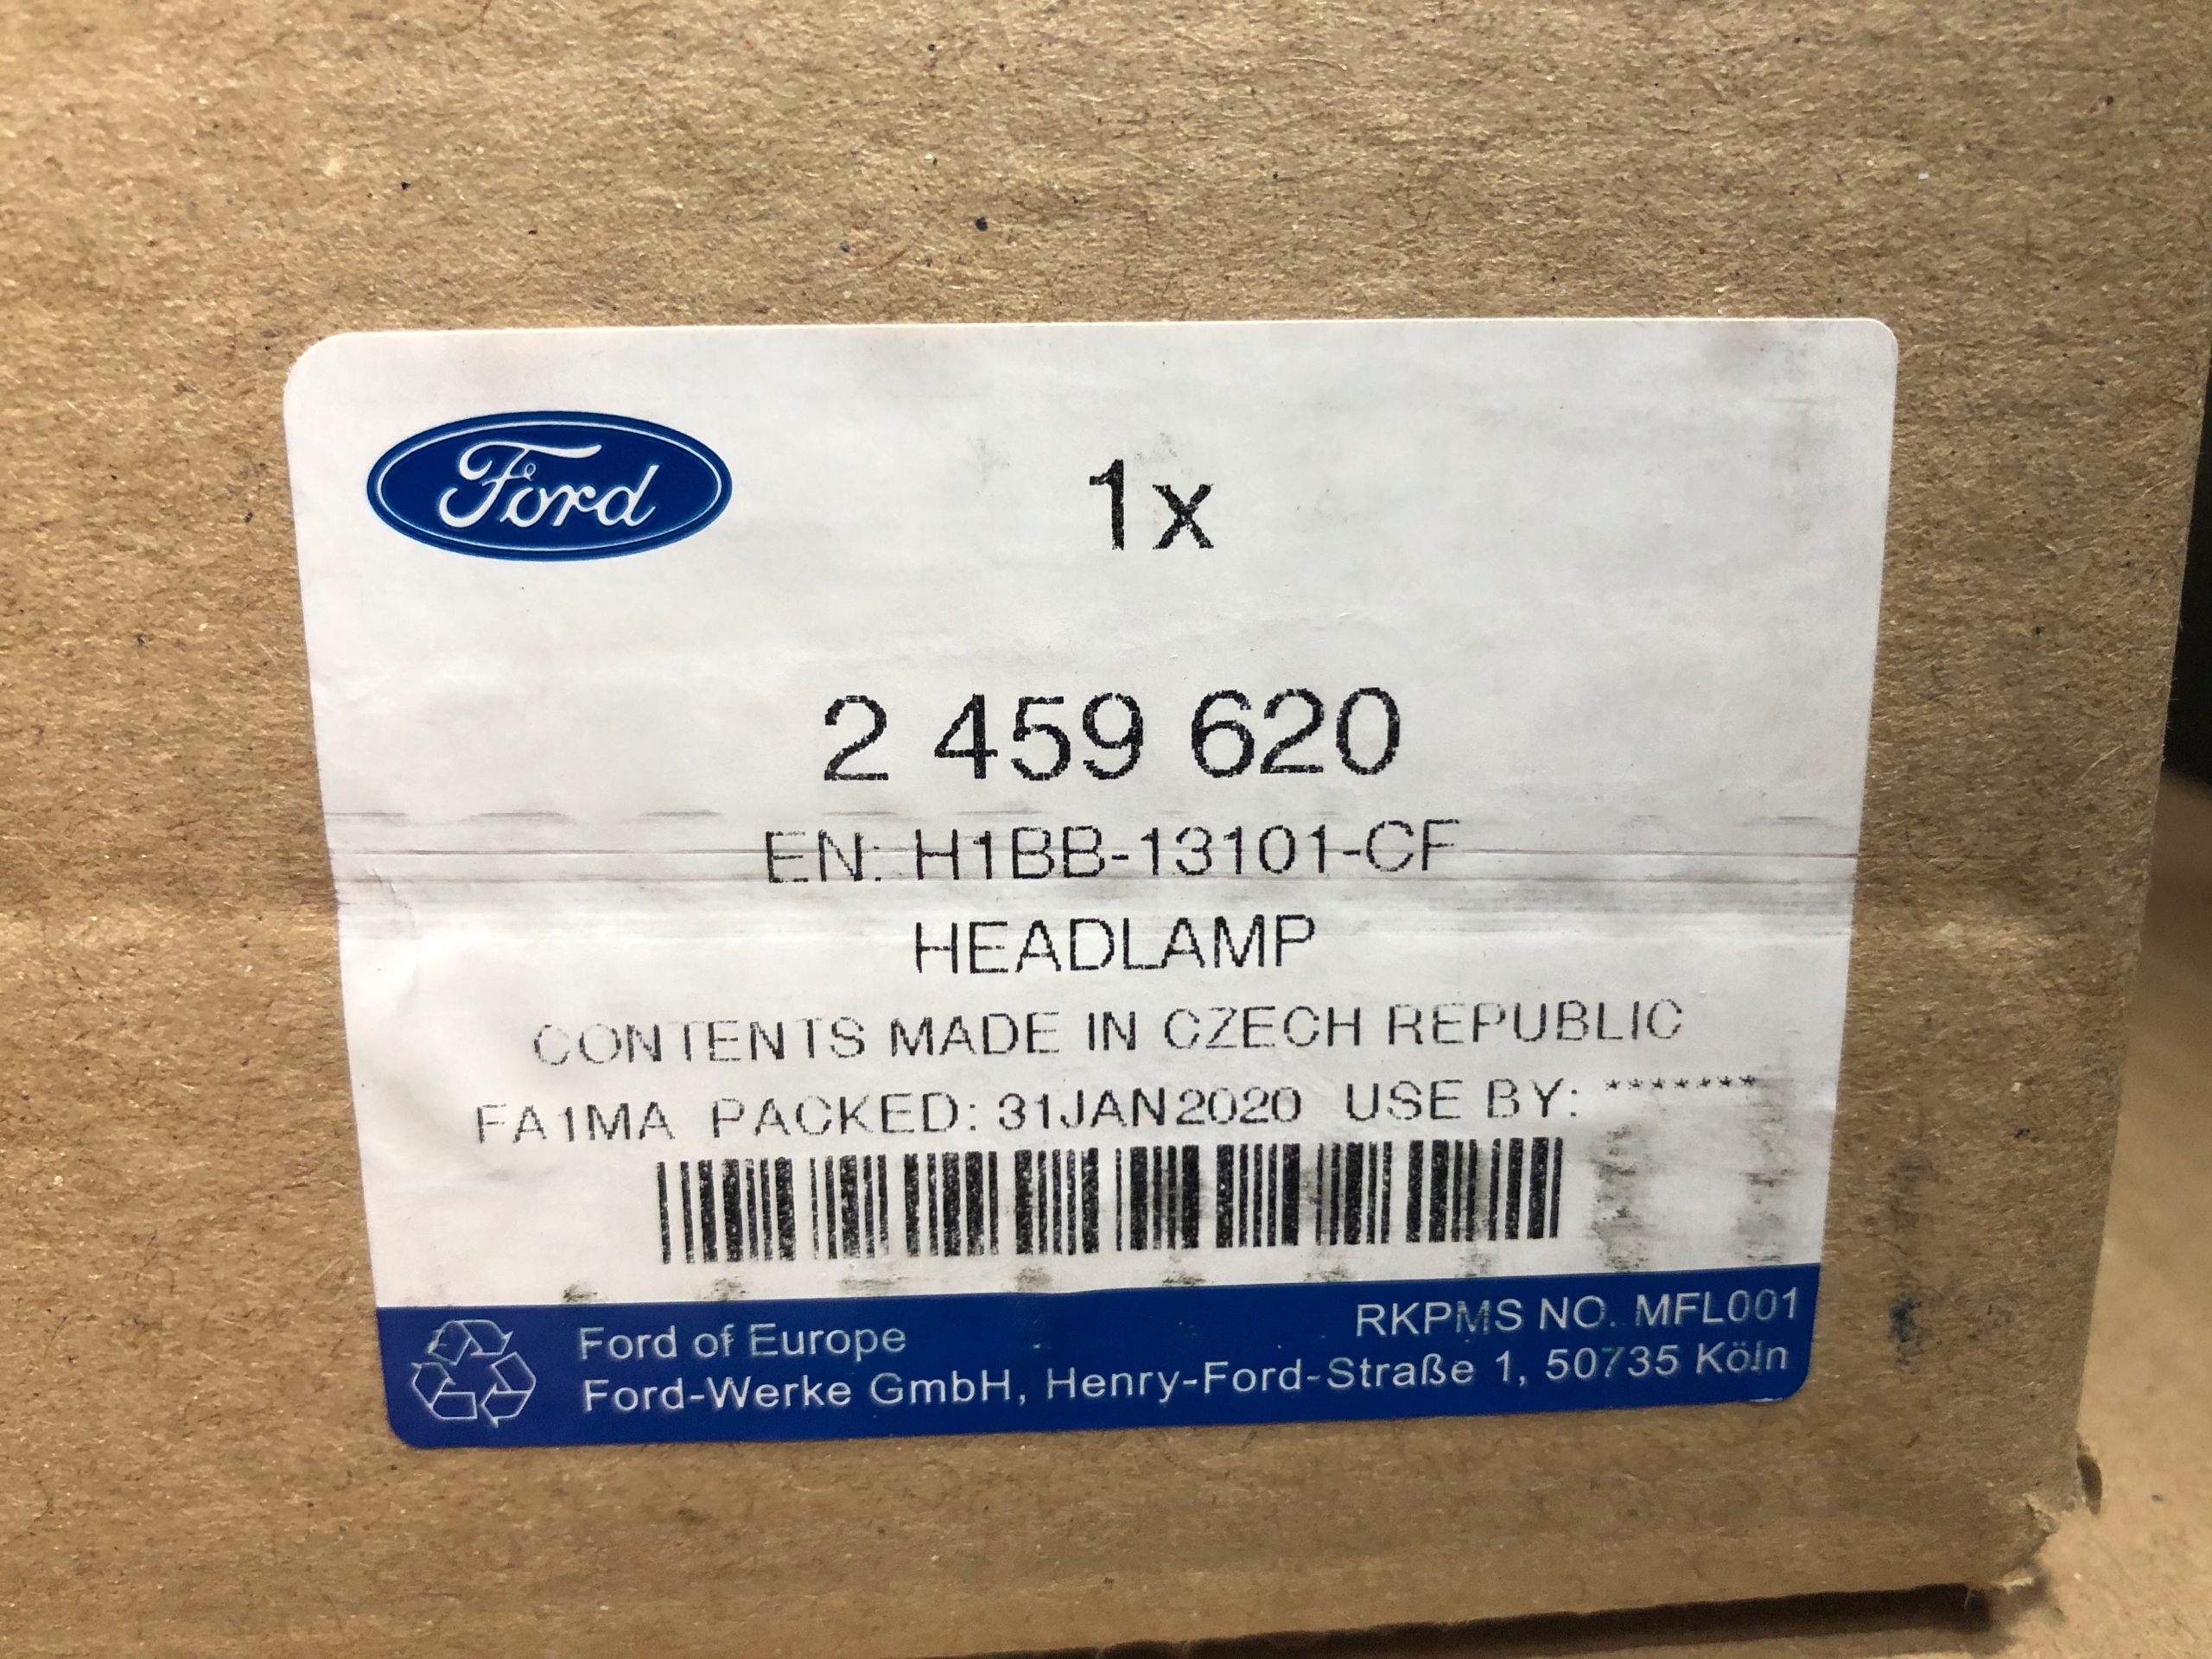 Ford
1x
2 459 620
EN: H1BB-13101-CF
HEADLAMP
CONTENTS MADE IN CZECH REPUBLIC
FA1MA PACKED: 31JAN2020 USE BY: *******
RKPMS NO. MFL001
Ford of Europe
Ford-Werke GmbH, Henry-Ford-Straße 1, 50735 Köln